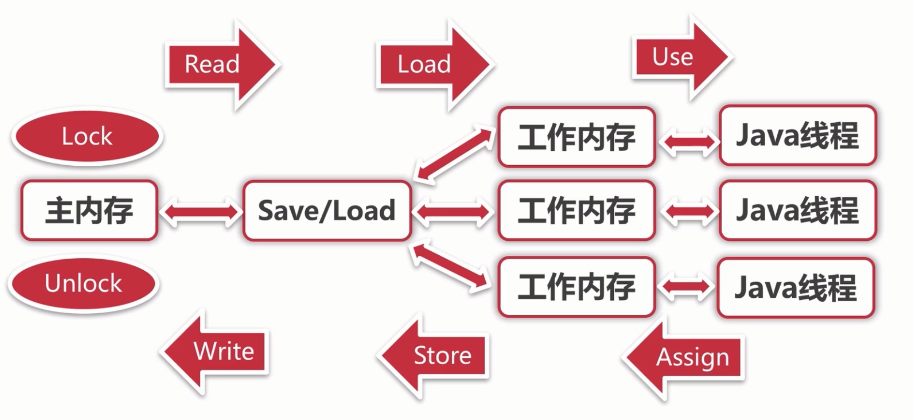 Read
Load
Use
Lock
工作内存
Java线程
主内存
Save/Load
工作内存
Java线程
Unlock
工作内存
Java线程
Write
Store
Assign